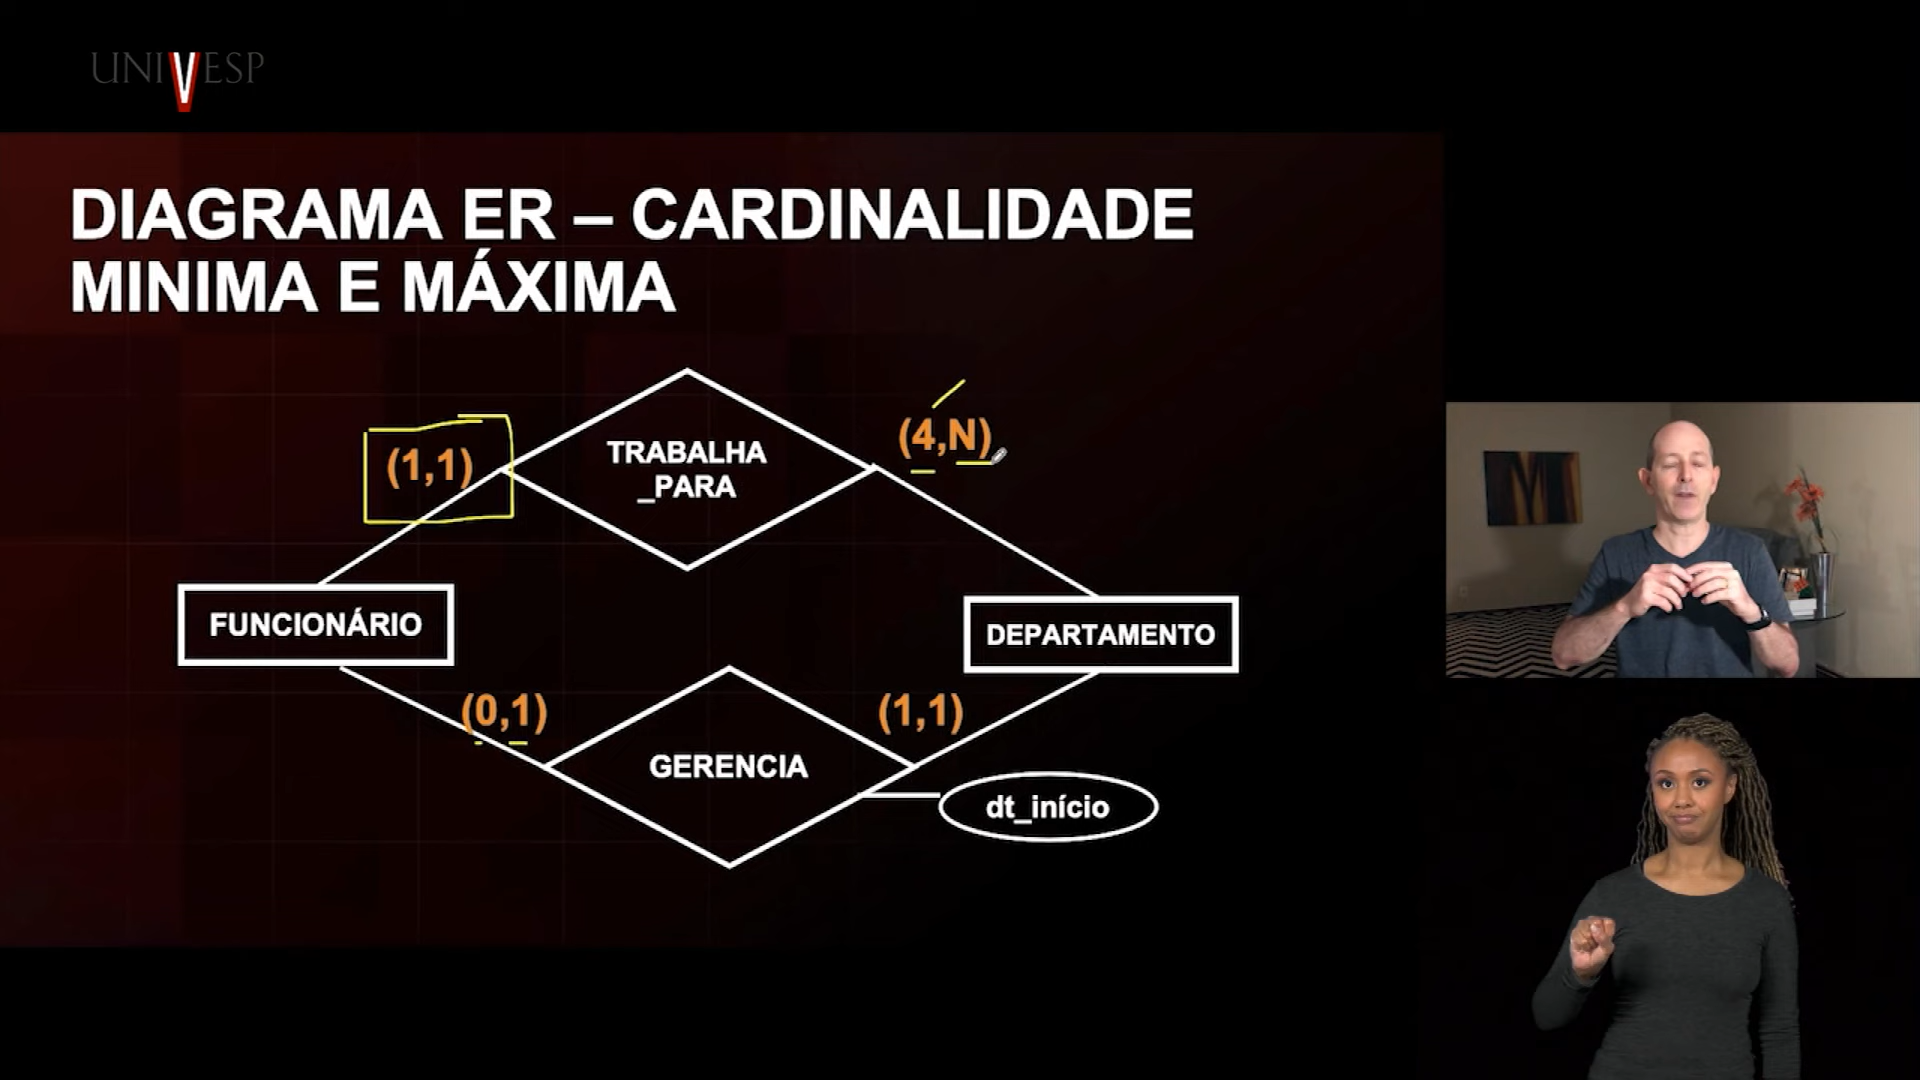 UNIVESP
DIAGRAMA ER – CARDINALIDADE
MINIMA E MÁXIMA
(1,1)
TRABALHA
_PARA
(4,N)
FUNCIONÁRIO
DEPARTAMENTO
(0,1)
GERENCIA
(1,1)
dt_início